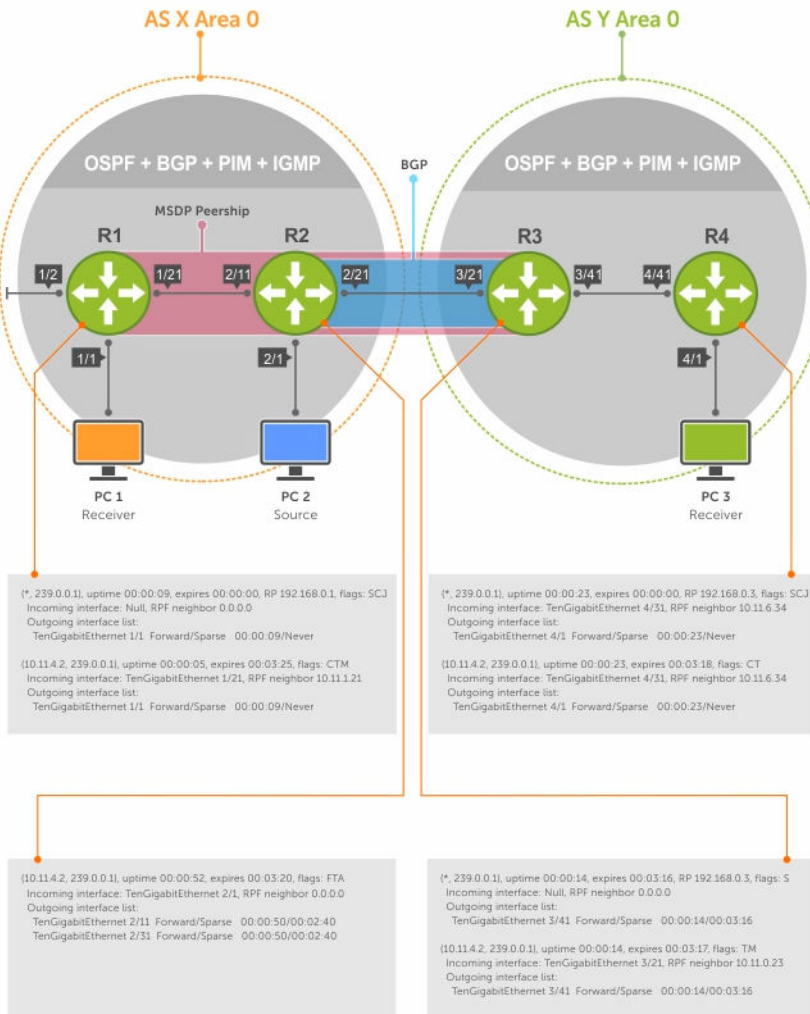 AS X Area 0
AS Y Area 0
OSPF + BGP + PIM + IGMP
BGP
OSPF + BGP + PIM + IGMP
MSDP Peership
R1
R2
R3
R4
1/2
1/21
2/11
2/21
3/21
3/41
4/41
1/1
2/1
4/1
PC 1
Receiver
PC 2
Source
PC 3
Receiver
(*, 239.0.0.1), uptime 00:00:09, expires 00:00:00, RP 192.168.0.1, flags: SCJ
Incoming interface: Null, RPF neighbor 0.0.0.0
Outgoing interface list:
TenGigabitEthernet 1/1 Forward/Sparse 00:00:09/Never
(10.11.4.2, 239.0.0.1), uptime 00:00:05, expires 00:03:25, flags: CTM
Incoming interface: TenGigabitEthernet 1/21, RPF neighbor 10.11.1.21
Outgoing interface list:
TenGigabitEthernet 1/1 Forward/Sparse 00:00:09/Never
(*, 239.0.0.1), uptime 00:00:23, expires 00:00:00, RP 192.168.0.3, flags: SCJ
Incoming interface: TenGigabitEthernet 4/31, RPF neighbor 10.11.6.34
Outgoing interface list:
TenGigabitEthernet 4/1 Forward/Sparse 00:00:23/Never
(10.11.4.2, 239.0.0.1), uptime 00:00:23, expires 00:03:18, flags: CT
Incoming interface: TenGigabitEthernet 4/31, RPF neighbor 10.11.6.34
Outgoing interface list:
TenGigabitEthernet 4/1 Forward/Sparse 00:00:23/Never
(10.11.4.2, 239.0.0.1), uptime 00:00:52, expires 00:03:20, flags: FTA
Incoming interface: TenGigabitEthernet 2/1, RPF neighbor 0.0.0.0
Outgoing interface list:
TenGigabitEthernet 2/11 Forward/Sparse 00:00:50/00:02:40
TenGigabitEthernet 2/31 Forward/Sparse 00:00:50/00:02:40
(*, 239.0.0.1), uptime 00:00:14, expires 00:03:16, RP 192.168.0.3, flags: S
Incoming interface: Null, RPF neighbor 0.0.0.0
Outgoing interface list:
TenGigabitEthernet 3/41 Forward/Sparse 00:00:14/00:03:16
(10.11.4.2, 239.0.0.1), uptime 00:00:14, expires 00:03:17, flags: TM
Incoming interface: TenGigabitEthernet 3/21, RPF neighbor 10.11.0.23
Outgoing interface list:
TenGigabitEthernet 3/41 Forward/Sparse 00:00:14/00:03:16